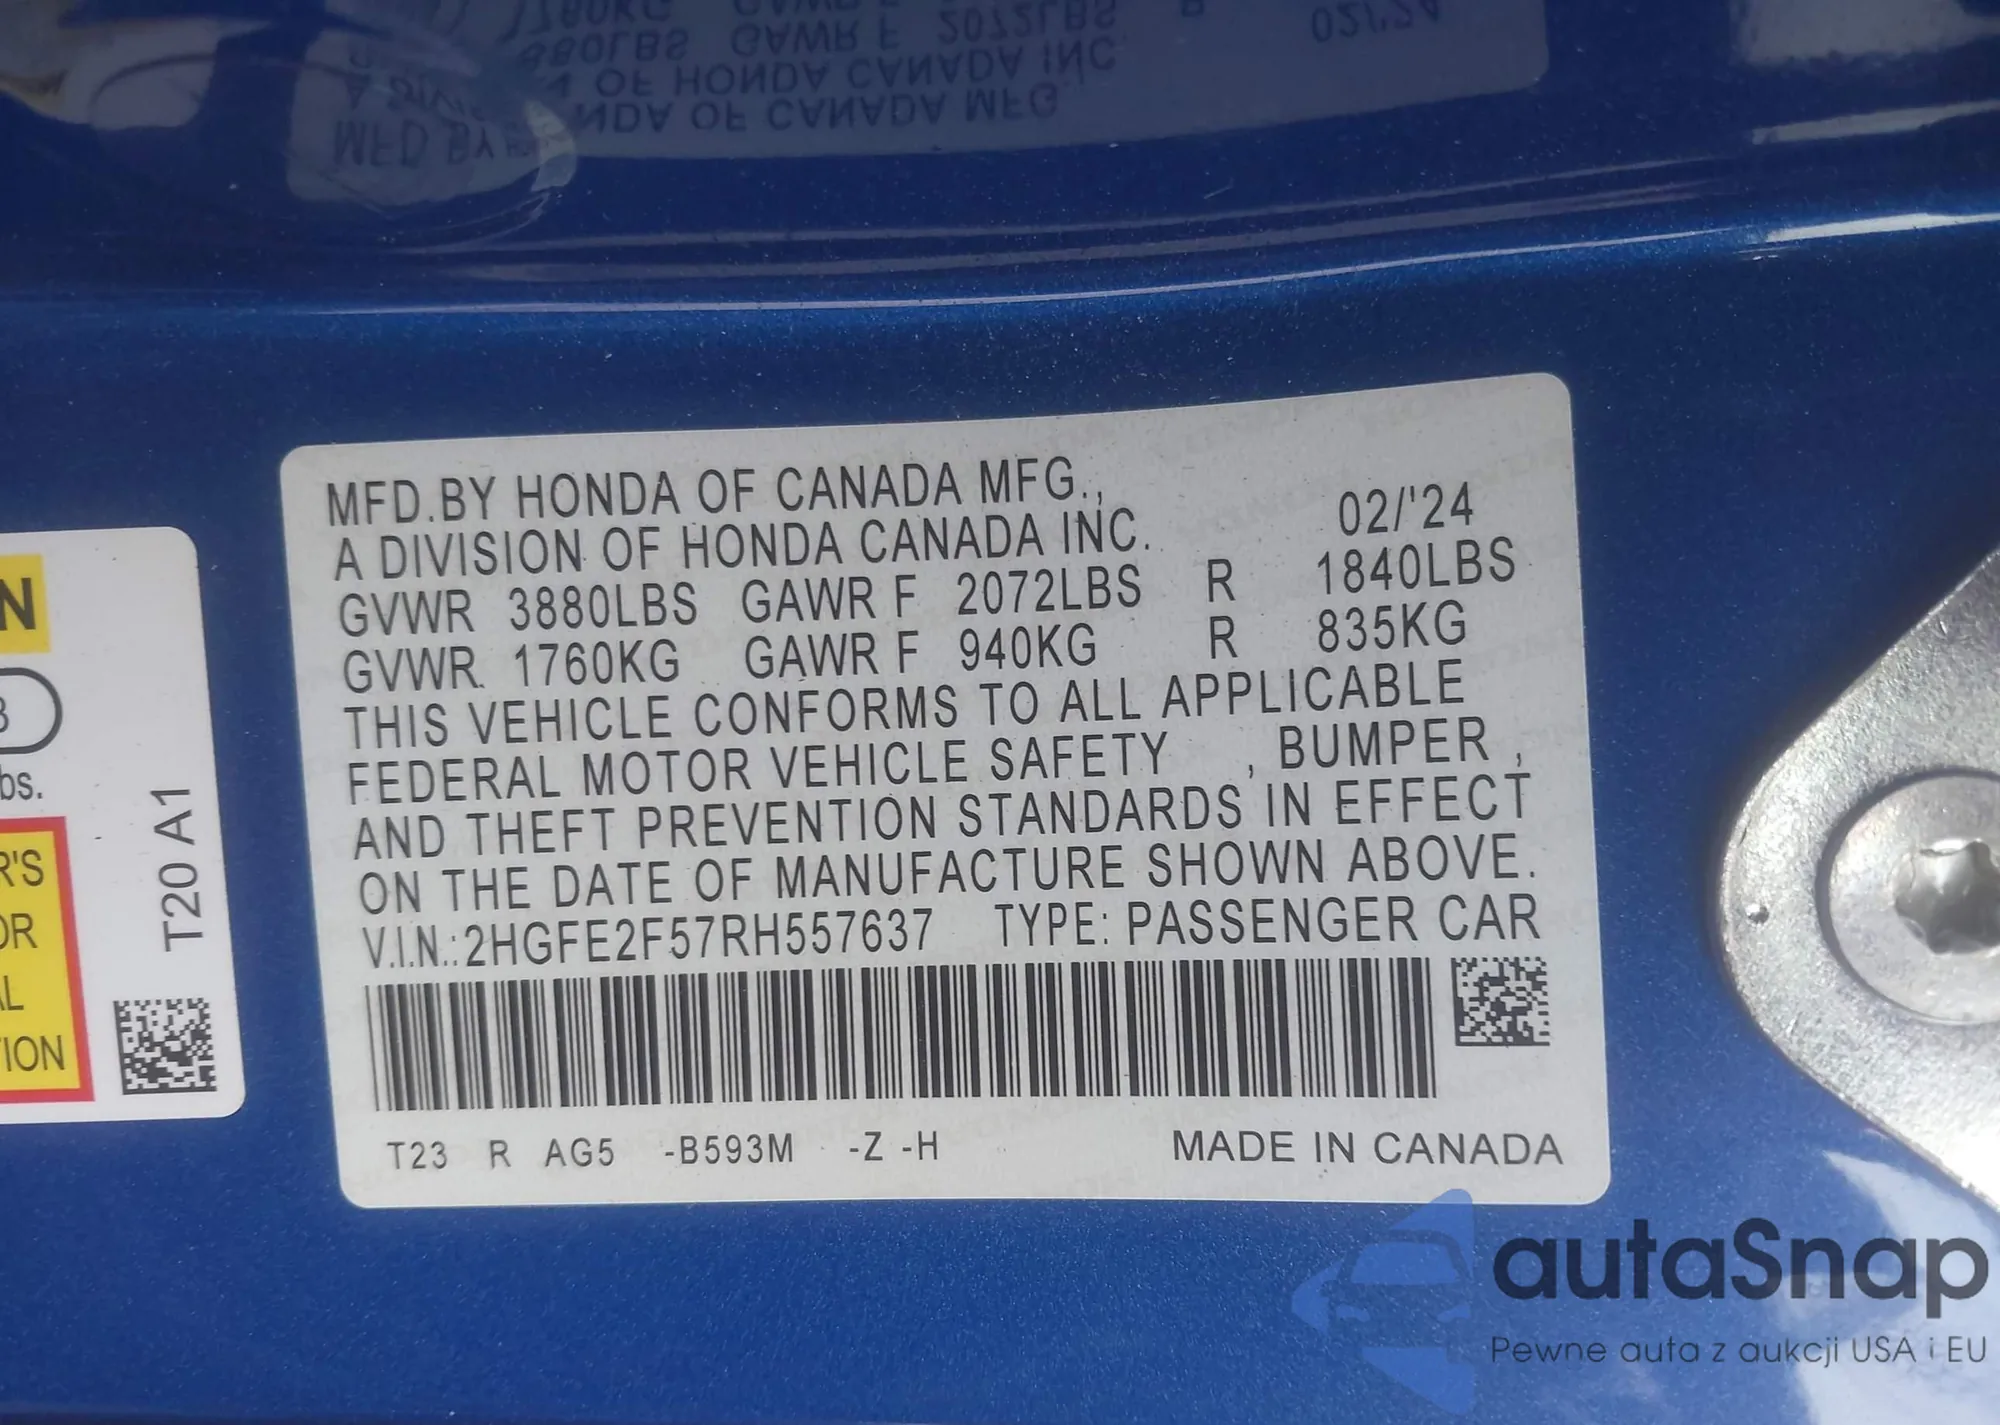 MFD.BY HONDA OF CANADA MFG.,
A DIVISION OF HONDA CANADA INC. 02/'24
GVWR 3880LBS GAWR F 2072LBS R 1840LBS
GVWR 1760KG GAWR F 940KG R 835KG
THIS VEHICLE CONFORMS TO ALL APPLICABLE
FEDERAL MOTOR VEHICLE SAFETY , BUMPER ,
AND THEFT PREVENTION STANDARDS IN EFFECT
ON THE DATE OF MANUFACTURE SHOWN ABOVE.
V.I.N.:2HGFE2F57RH557637 TYPE: PASSENGER CAR
T23 R AG5 -B593M -Z -H MADE IN CANADA
T20 A1
bs.
R'S
OR
ION
autaSnap
Pewne auta z aukcji USA i EU